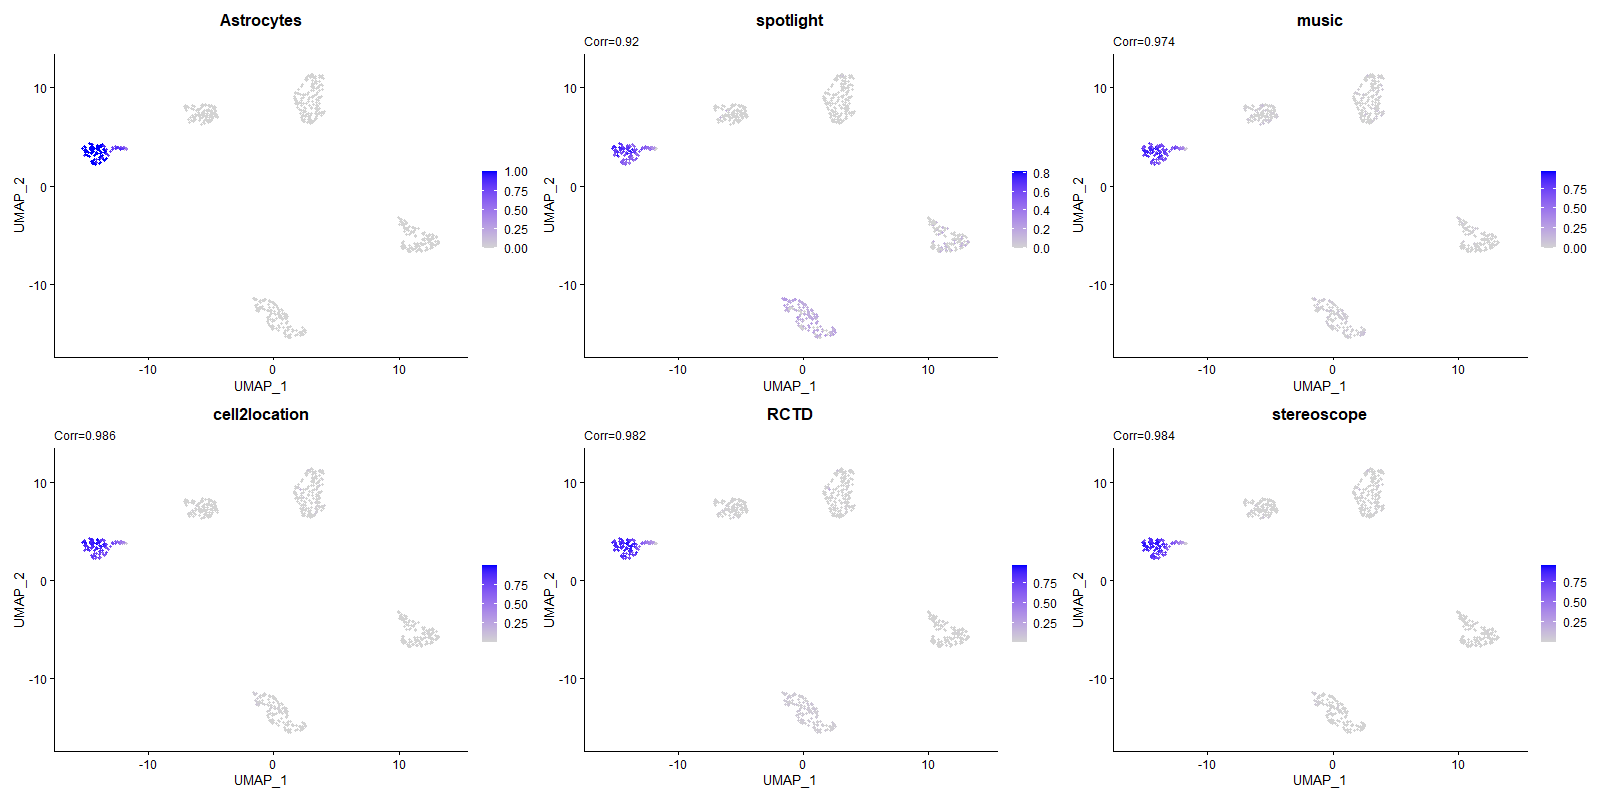 Astrocytes
10
0
-10
UMAP_2
-10
0
10
UMAP_1
1.00
0.75
0.50
0.25
0.00
spotlight
Corr=0.92
10
0
-10
UMAP_2
-10
0
10
UMAP_1
0.8
0.6
0.4
0.2
0.0
music
Corr=0.974
10
0
-10
UMAP_2
-10
0
10
UMAP_1
0.75
0.50
0.25
0.00
cell2location
Corr=0.986
10
0
-10
UMAP_2
-10
0
10
UMAP_1
0.75
0.50
0.25
RCTD
Corr=0.982
10
0
-10
UMAP_2
-10
0
10
UMAP_1
0.75
0.50
0.25
stereoscope
Corr=0.984
10
0
-10
UMAP_2
-10
0
10
UMAP_1
0.75
0.50
0.25